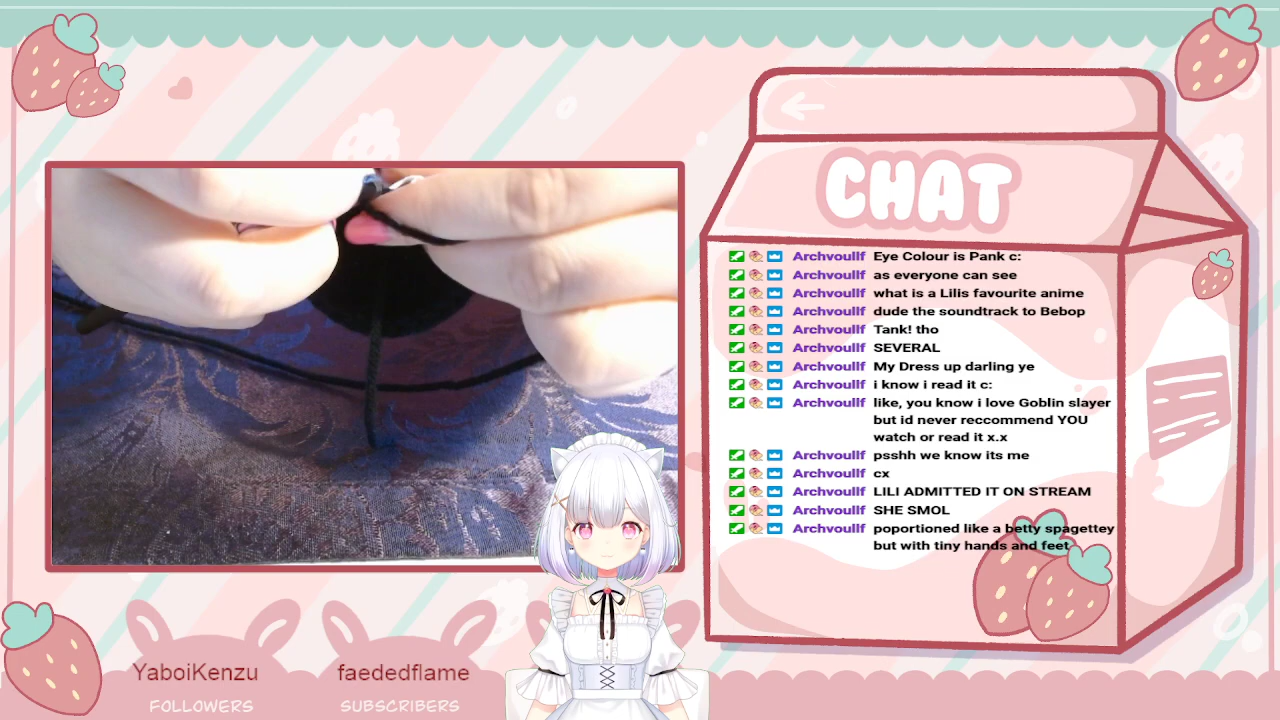 CHAT
Archvoullf Eye Colour is Pank c:
Archvoullf as everyone can see
Archvoullf what is a Lilis favourite anime
Archvoullf dude the soundtrack to Bebop
Archvoullf Tank! tho
Archvoullf SEVERAL
Archvoullf My Dress up darling ye
Archvoullf i know i read it c:
Archvoullf like, you know i love Goblin slayer
but id never reccommend YOU
watch or read it x.x
Archvoullf psshh we know its me
Archvoullf cx
Archvoullf LILI ADMITTED IT ON STREAM
Archvoullf SHE SMOL
Archvoullf poportioned like a betty spagettey
but with tiny hands and feet
YaboiKenzu
FOLLOWERS
faededflame
SUBSCRIBERS